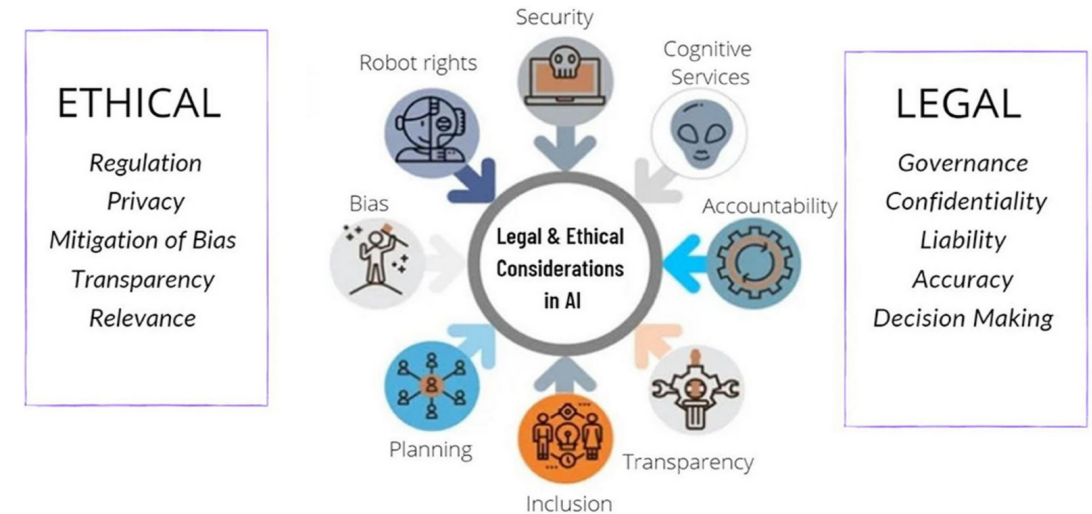 ETHICAL
Regulation
Privacy
Mitigation of Bias
Transparency
Relevance
Security
Robot rights
Cognitive
Services
Bias
Accountability
Legal & Ethical
Considerations
in AI
Planning
Transparency
Inclusion
LEGAL
Governance
Confidentiality
Liability
Accuracy
Decision Making